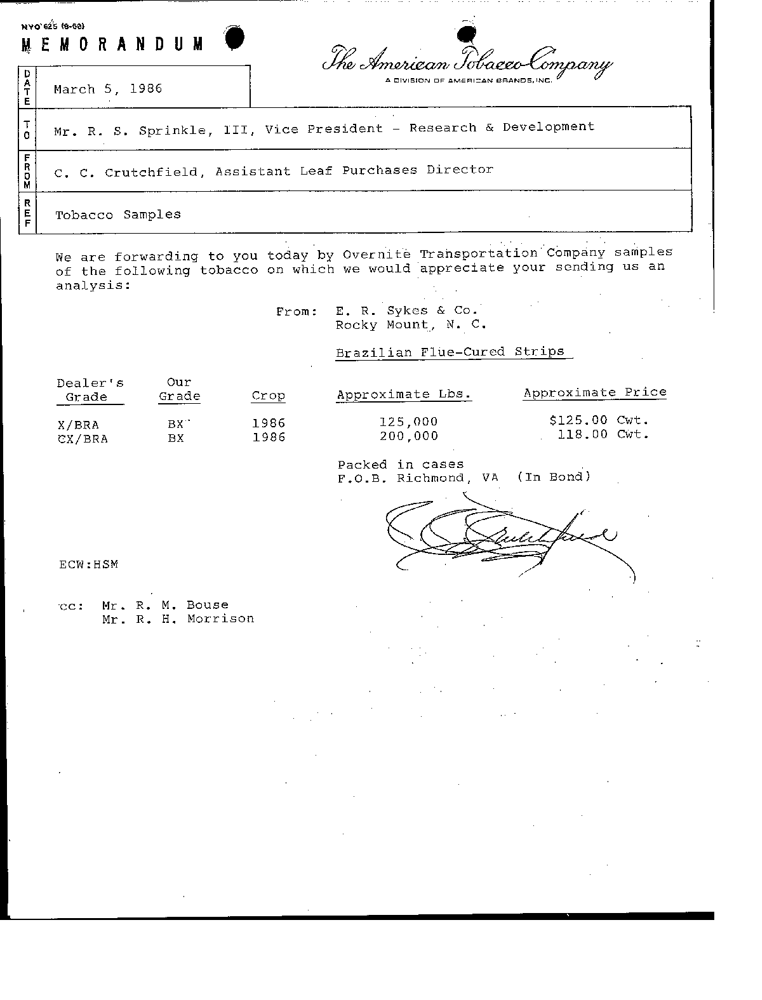 NYO 625 (6-60)
MEMORANDUM
The American Tobacco Company
A DIVISION OF AMERICAN BRANDS, INC.
DATE
March 5, 1986
TO
Mr. R. S. Sprinkle, III, Vice President - Research & Development
FROM
C. C. Crutchfield, Assistant Leaf Purchases Director
REF
Tobacco Samples
We are forwarding to you today by Overnite Transportation Company samples
of the following tobacco on which we would appreciate your sending us an
analysis:
From: E. R. Sykes & Co.
Rocky Mount, N. C.
Brazilian Flue-Cured Strips
Dealer's Grade Our Grade Crop Approximate Lbs. Approximate Price
X/BRA BX 1986 125,000 $125.00 Cwt.
CX/BRA BX 1986 200,000 118.00 Cwt.
Packed in cases
F.O.B. Richmond, VA (In Bond)
CC Crutchfield
ECW:HSM
cc: Mr. R. M. Bouse
Mr. R. H. Morrison